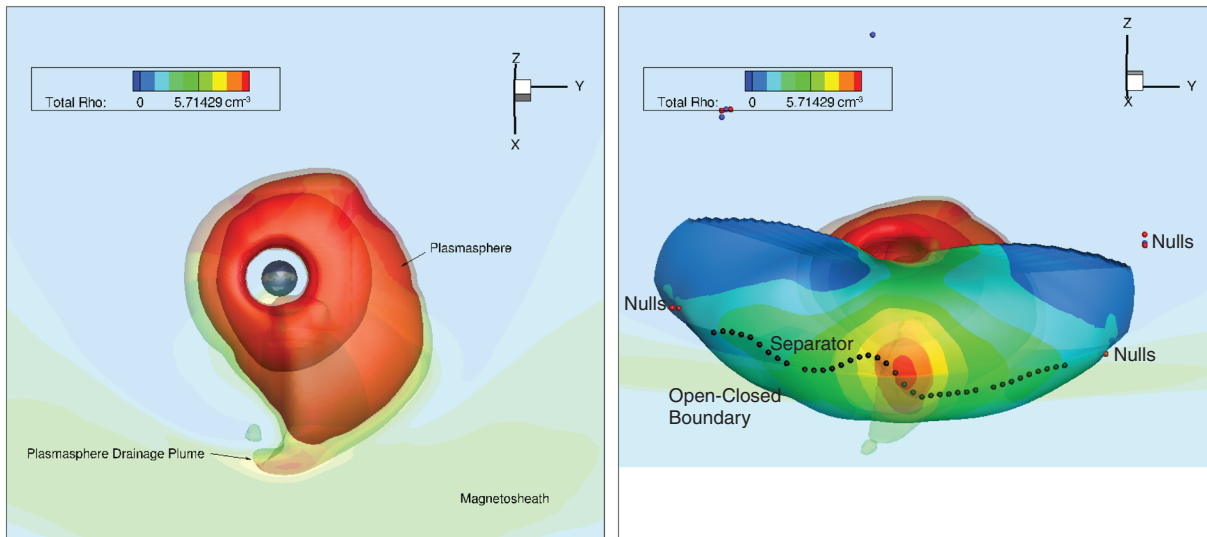 Total Rho: 0 5.71429 cm-3
Z
Y
X
Plasmasphere
Plasmasphere Drainage Plume
Magnetosheath
Total Rho: 0 5.71429 cm-3
Z
Y
X
Nulls
Nulls
Separator
Nulls
Open-Closed
Boundary